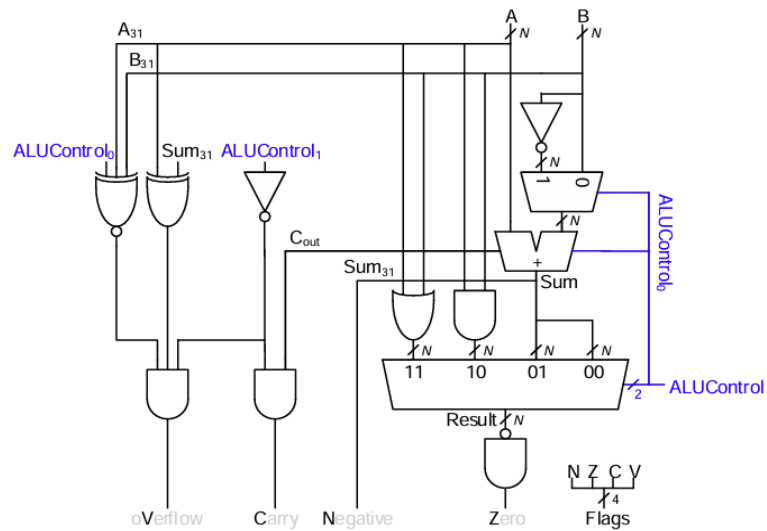 A B
A31
N N
B31
ALUControl0 Sum31 ALUControl1
N 1 0
N
ALUControl0
Cout
Sum31 + Sum
N N N N
11 10 01 00
2 ALUControl
Result N
N Z C V
4
oVerflow Carry Negative Zero Flags